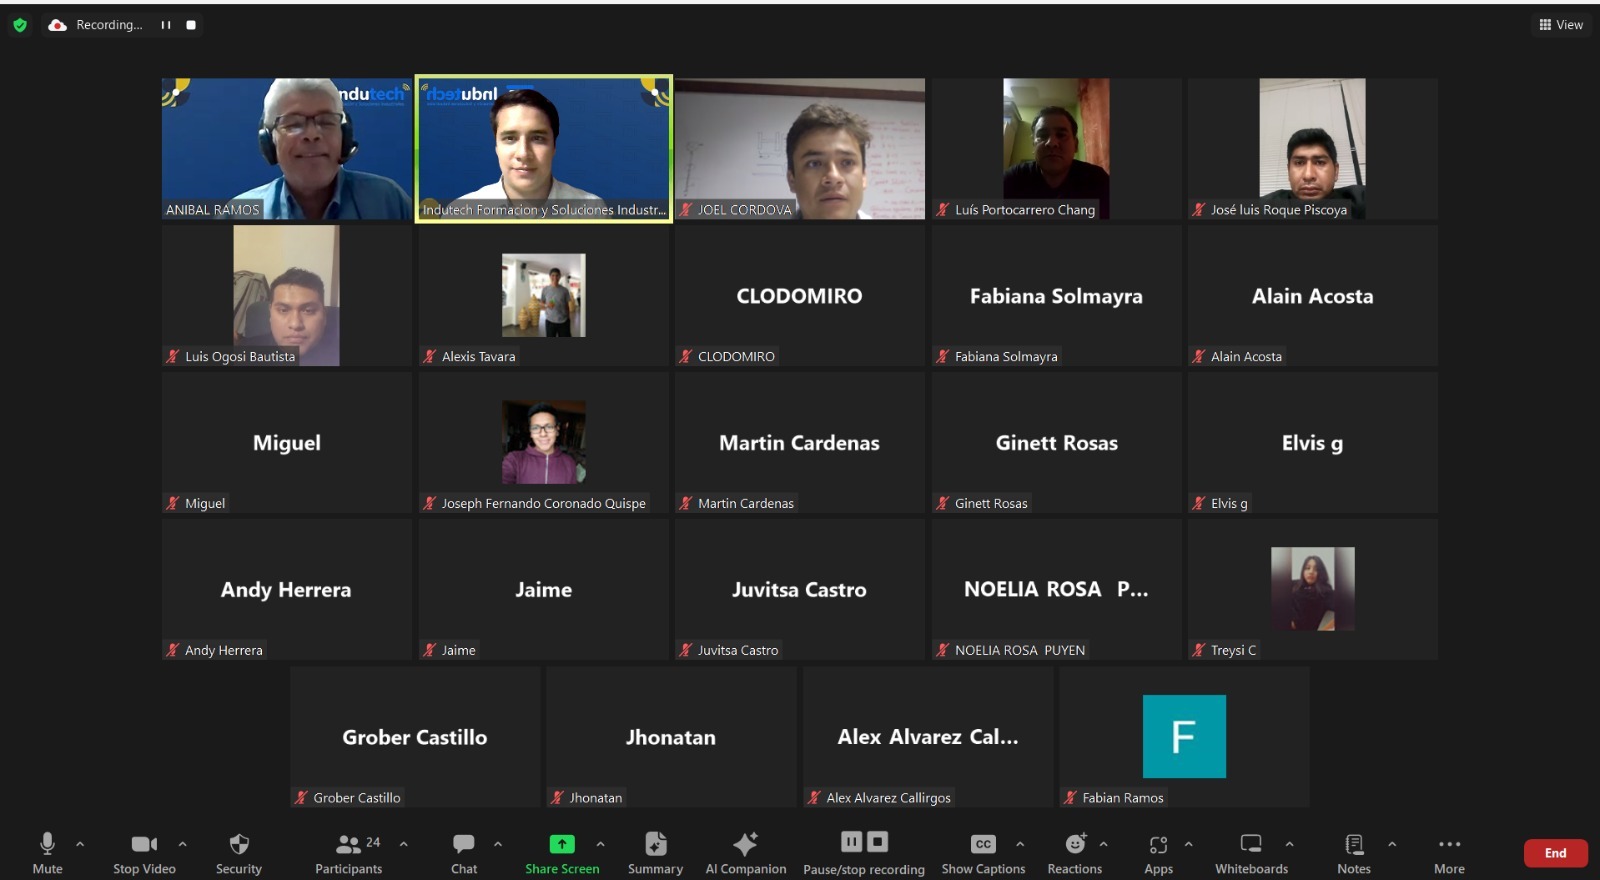 Recording...
View
ndutech
Indutech
ANIBAL RAMOS
Indutech Formacion y Soluciones Industr...
JOEL CORDOVA
Luís Portocarrero Chang
José luis Roque Piscoya
Luis Ogosi Bautista
Alexis Tavara
CLODOMIRO
CLODOMIRO
Fabiana Solmayra
Fabiana Solmayra
Alain Acosta
Alain Acosta
Miguel
Miguel
Joseph Fernando Coronado Quispe
Martin Cardenas
Martin Cardenas
Ginett Rosas
Ginett Rosas
Elvis g
Elvis g
Andy Herrera
Andy Herrera
Jaime
Jaime
Juvitsa Castro
Juvitsa Castro
NOELIA ROSA P...
NOELIA ROSA PUYEN
Treysi C
Grober Castillo
Grober Castillo
Jhonatan
Jhonatan
Alex Alvarez Cal...
Alex Alvarez Callirgos
F
Fabian Ramos
Mute
Stop Video
Security
24
Participants
Chat
Share Screen
Summary
AI Companion
Pause/stop recording
CC
Show Captions
Reactions
Apps
Whiteboards
Notes
More
End